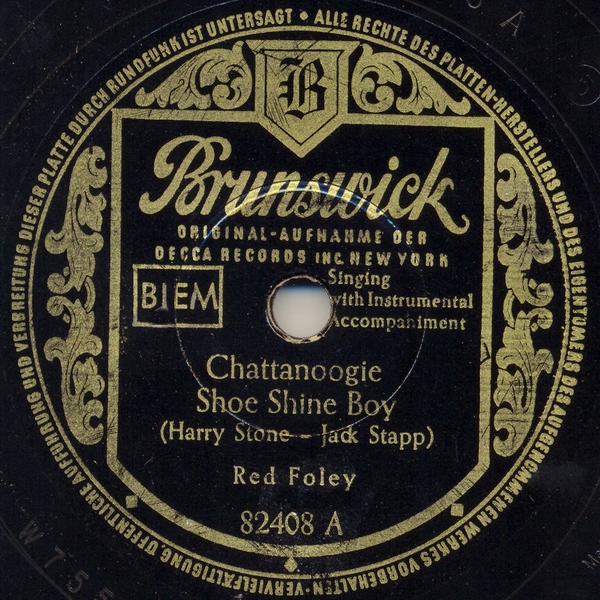 ALLE RECHTE DES PLATTEN-HERSTELLERS UND DES EIGENTÜMERS DES AUFGENOMMENEN WERKES VORBEHALTEN · VERVIELFÄLTIGUNG, ÖFFENTLICHE AUFFÜHRUNG UND VERBREITUNG DIESER PLATTE DURCH RUNDFUNK IST UNTERSAGT •
B
Brunswick
ORIGINAL-AUFNAHME DER
DECCA RECORDS INC. NEW YORK
BIEM
Singing
with Instrumental
Accompaniment
Chattanoogie
Shoe Shine Boy
(Harry Stone – Jack Stapp)
Red Foley
82408 A